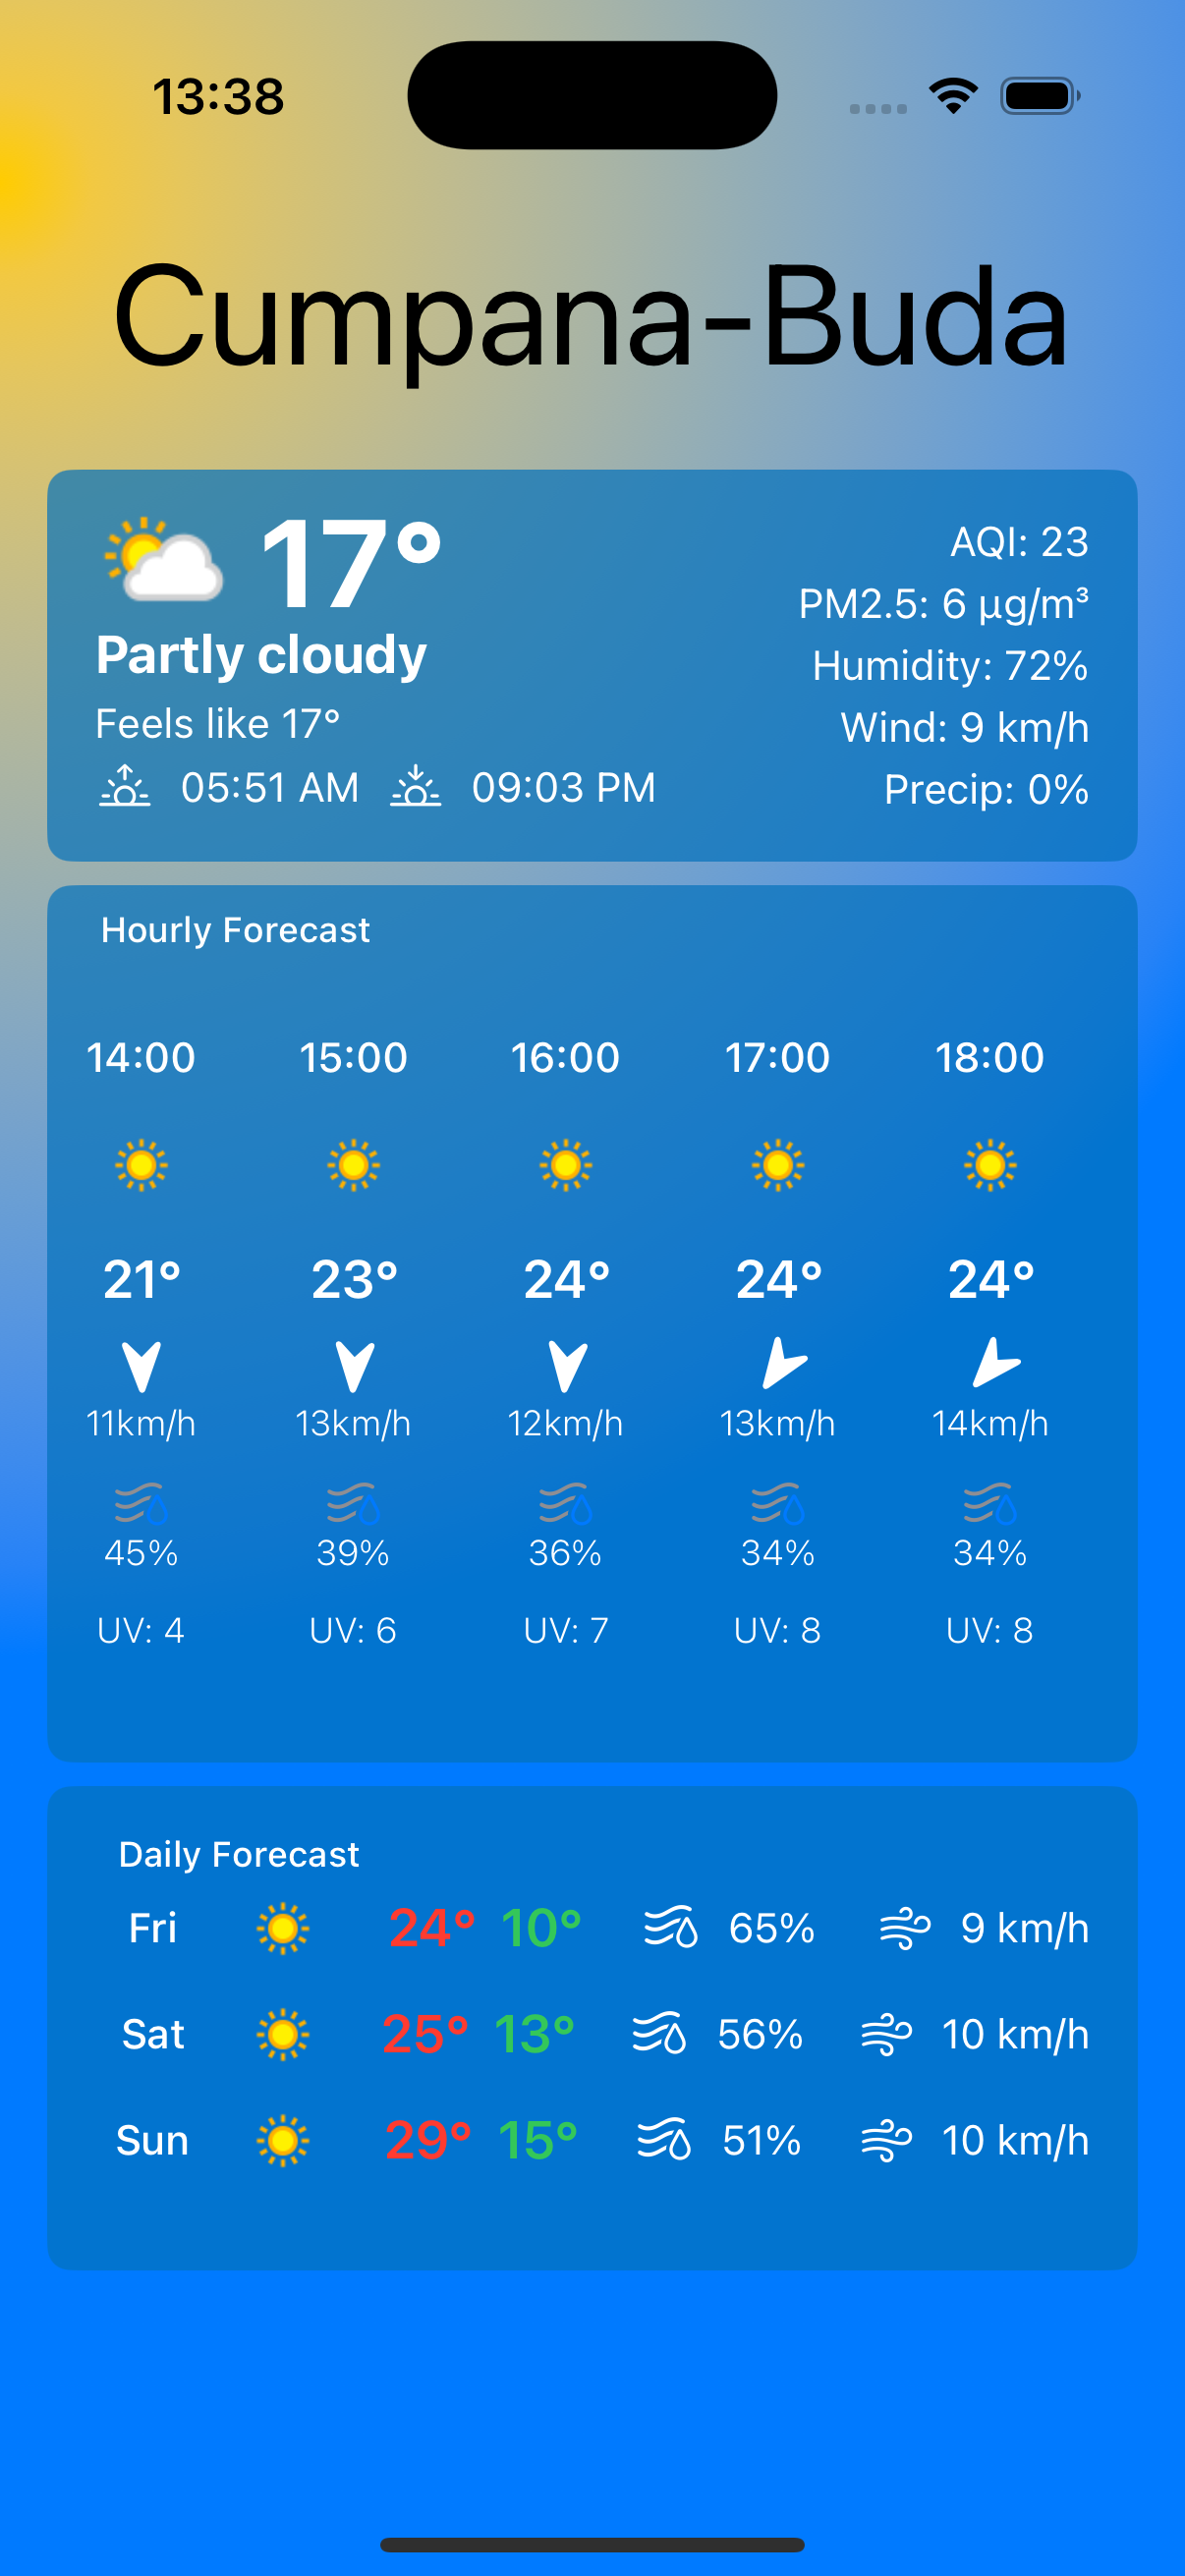 13:38
Cumpana-Buda
17°
Partly cloudy
Feels like 17°
05:51 AM 09:03 PM
AQI: 23
PM2.5: 6 µg/m³
Humidity: 72%
Wind: 9 km/h
Precip: 0%
Hourly Forecast
14:00 15:00 16:00 17:00 18:00
21° 23° 24° 24° 24°
11km/h 13km/h 12km/h 13km/h 14km/h
45% 39% 36% 34% 34%
UV: 4 UV: 6 UV: 7 UV: 8 UV: 8
Daily Forecast
Fri 24° 10° 65% 9 km/h
Sat 25° 13° 56% 10 km/h
Sun 29° 15° 51% 10 km/h